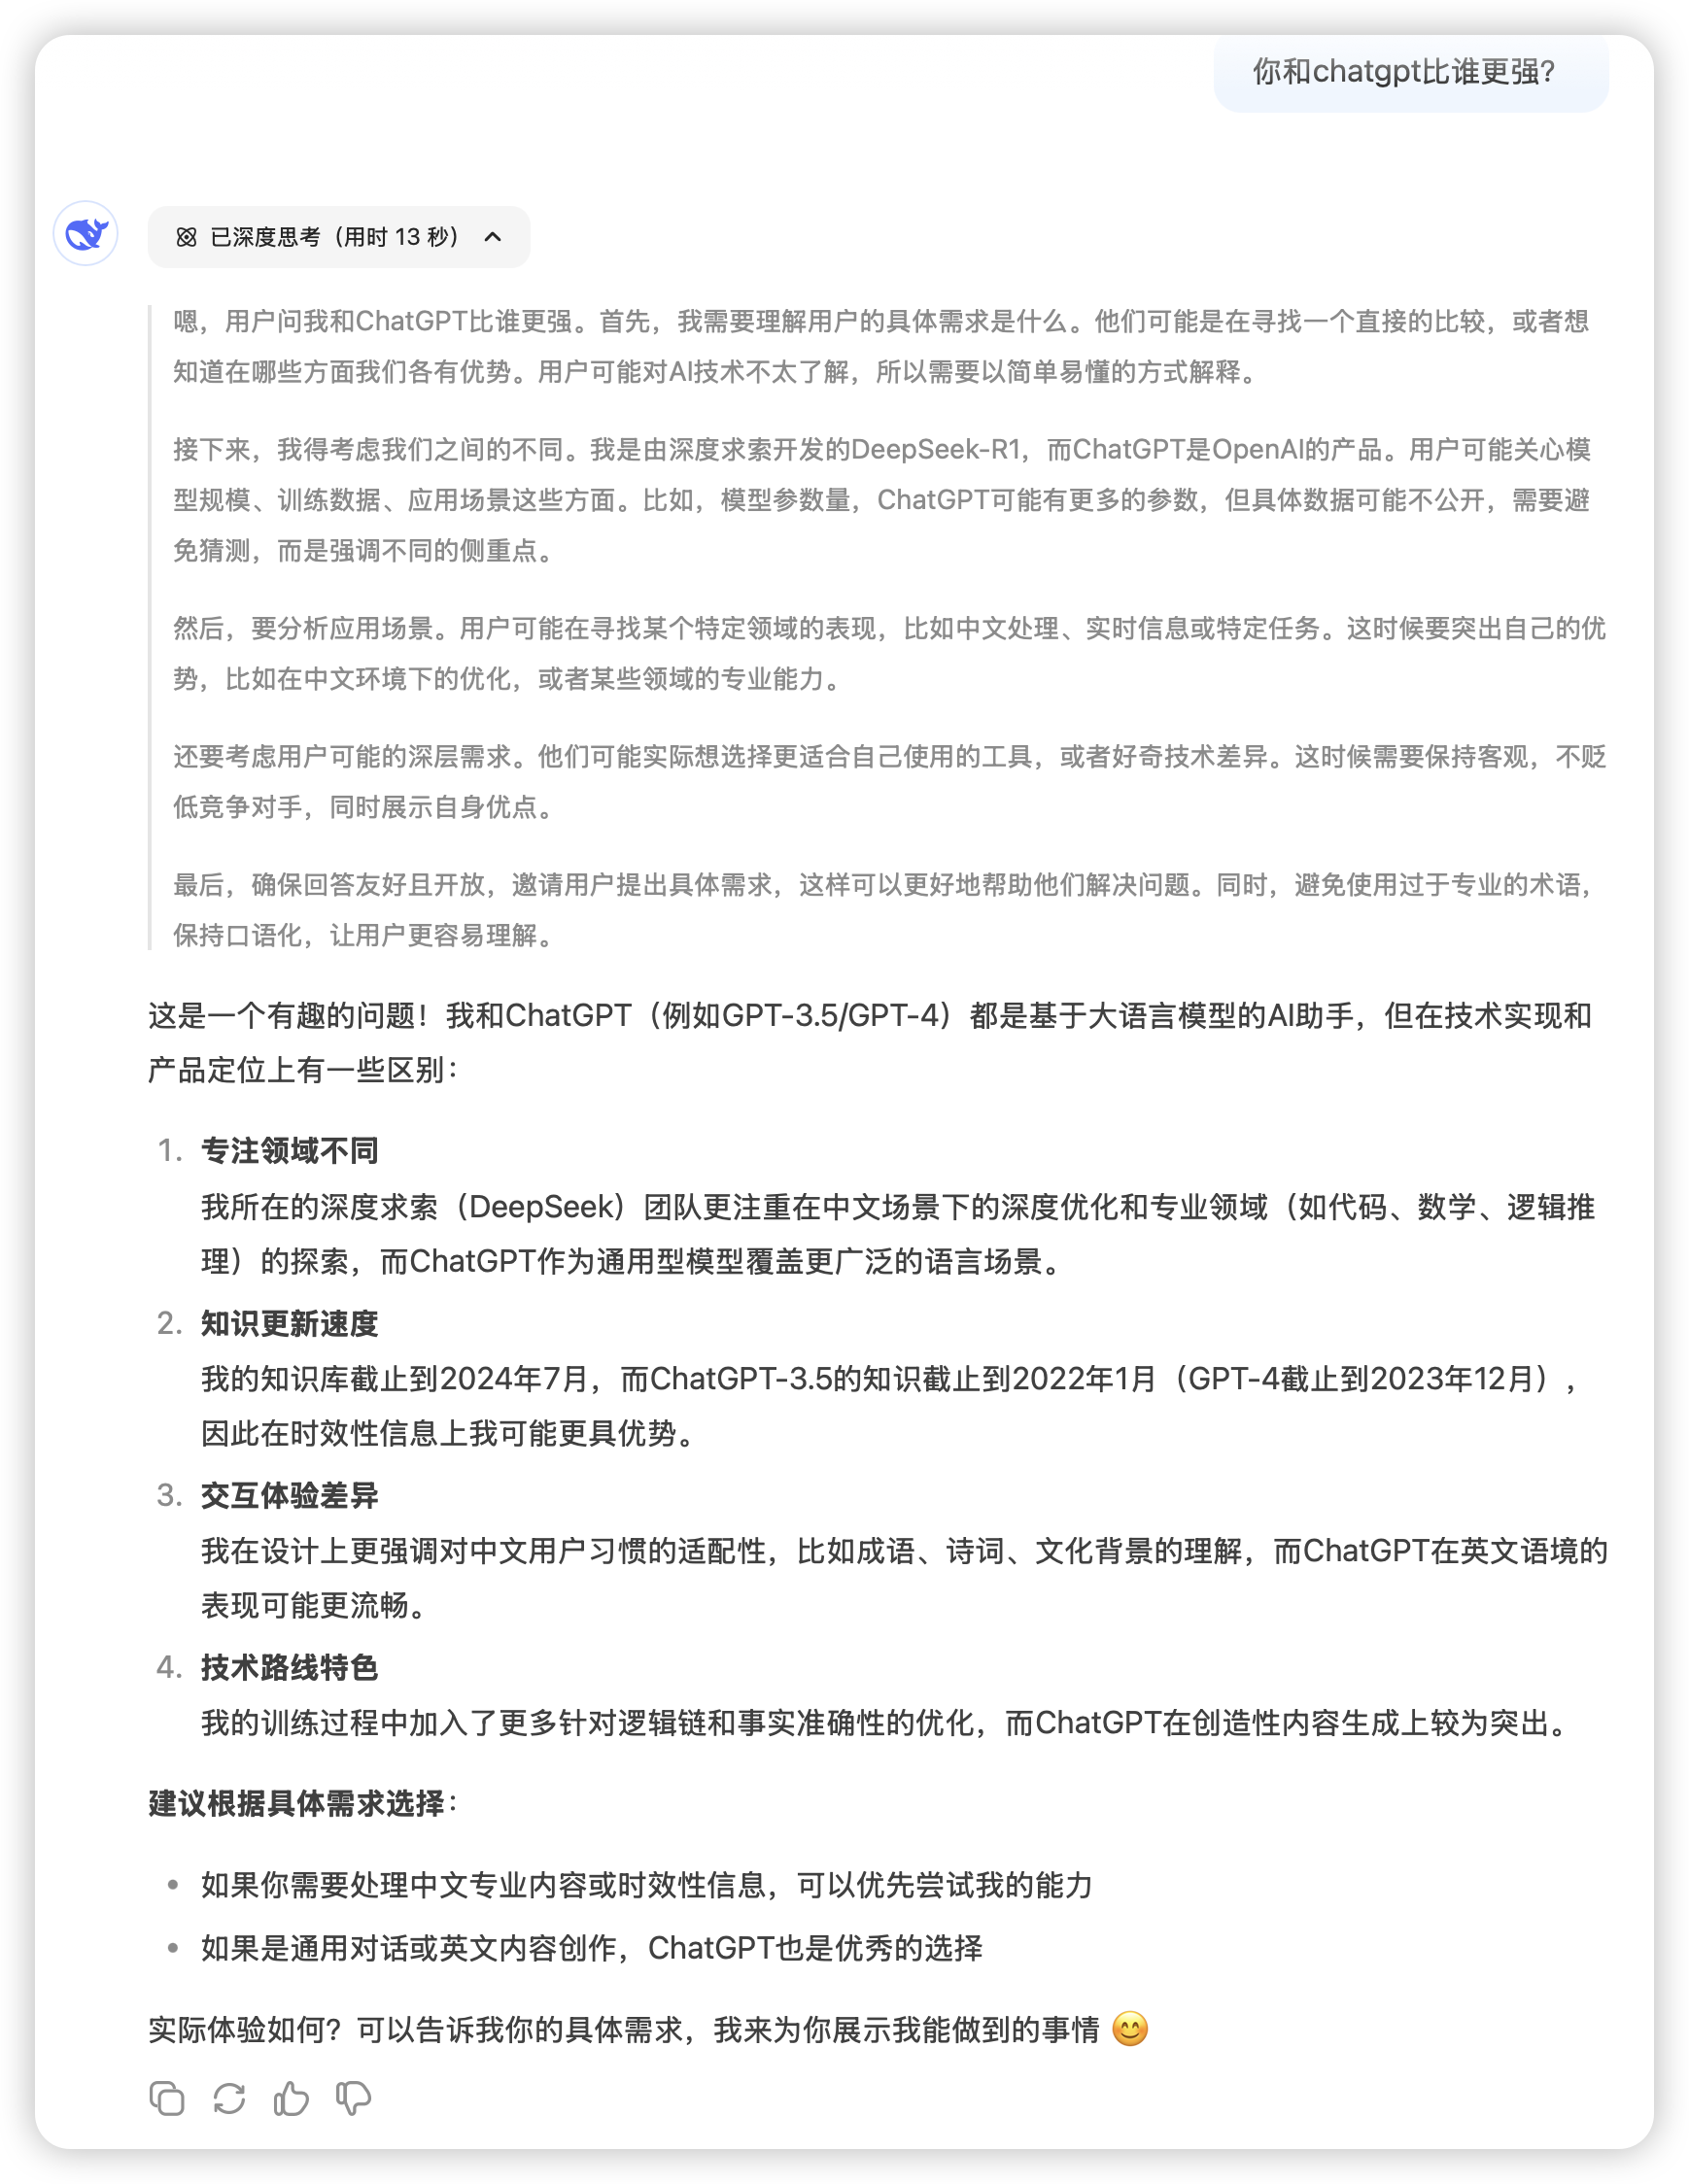 你和chatgpt比谁更强?
已深度思考（用时 13 秒）
嗯，用户问我和ChatGPT比谁更强。首先，我需要理解用户的具体需求是什么。他们可能是在寻找一个直接的比较，或者想
知道在哪些方面我们各有优势。用户可能对AI技术不太了解，所以需要以简单易懂的方式解释。
接下来，我得考虑我们之间的不同。我是由深度求索开发的DeepSeek-R1，而ChatGPT是OpenAI的产品。用户可能关心模
型规模、训练数据、应用场景这些方面。比如，模型参数量，ChatGPT可能有更多的参数，但具体数据可能不公开，需要避
免猜测，而是强调不同的侧重点。
然后，要分析应用场景。用户可能在寻找某个特定领域的表现，比如中文处理、实时信息或特定任务。这时候要突出自己的优
势，比如在中文环境下的优化，或者某些领域的专业能力。
还要考虑用户可能的深层需求。他们可能实际想选择更适合自己使用的工具，或者好奇技术差异。这时候需要保持客观，不贬
低竞争对手，同时展示自身优点。
最后，确保回答友好且开放，邀请用户提出具体需求，这样可以更好地帮助他们解决问题。同时，避免使用过于专业的术语，
保持口语化，让用户更容易理解。
这是一个有趣的问题！我和ChatGPT（例如GPT-3.5/GPT-4）都是基于大语言模型的AI助手，但在技术实现和
产品定位上有一些区别：
1. 专注领域不同
我所在的深度求索（DeepSeek）团队更注重在中文场景下的深度优化和专业领域（如代码、数学、逻辑推
理）的探索，而ChatGPT作为通用型模型覆盖更广泛的语言场景。
2. 知识更新速度
我的知识库截止到2024年7月，而ChatGPT-3.5的知识截止到2022年1月（GPT-4截止到2023年12月），
因此在时效性信息上我可能更具优势。
3. 交互体验差异
我在设计上更强调对中文用户习惯的适配性，比如成语、诗词、文化背景的理解，而ChatGPT在英文语境的
表现可能更流畅。
4. 技术路线特色
我的训练过程中加入了更多针对逻辑链和事实准确性的优化，而ChatGPT在创造性内容生成上较为突出。
建议根据具体需求选择：
• 如果你需要处理中文专业内容或时效性信息，可以优先尝试我的能力
• 如果是通用对话或英文内容创作，ChatGPT也是优秀的选择
实际体验如何？可以告诉我你的具体需求，我来为你展示我能做到的事情 😊